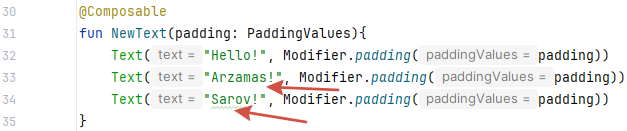 30 @Composable
31 fun NewText(padding: PaddingValues){
32 Text( text = "Hello!", Modifier.padding( paddingValues = padding))
33 Text( text = "Arzamas!", Modifier.padding( paddingValues = padding))
34 Text( text = "Sarov!", Modifier.padding( paddingValues = padding))
35 }